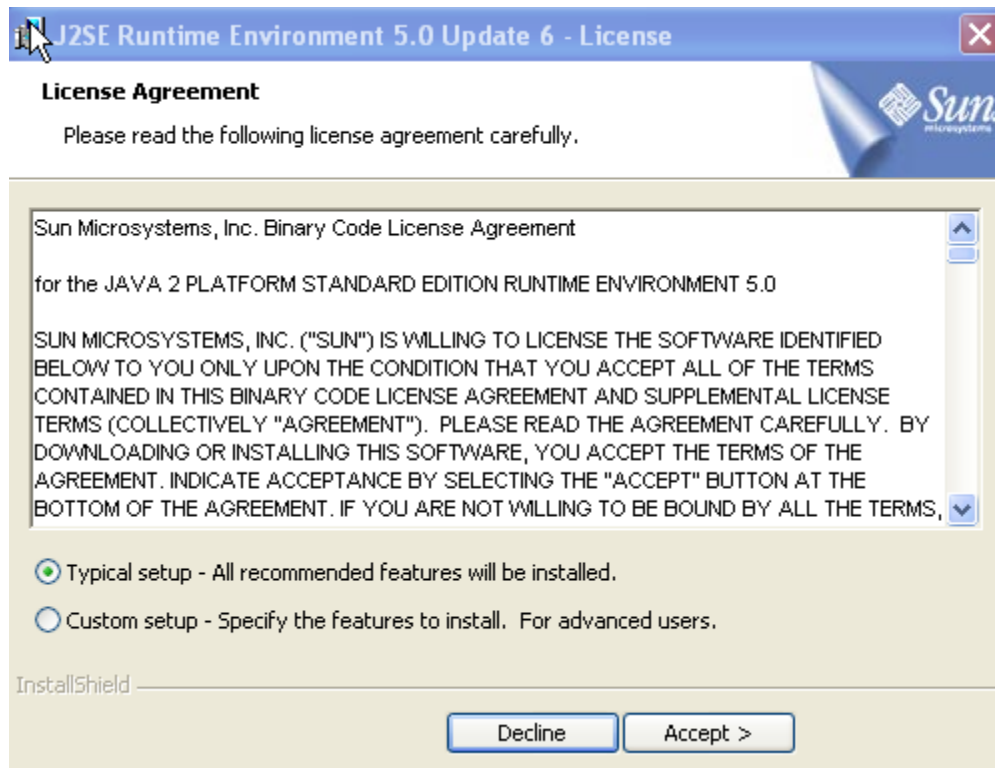 J2SE Runtime Environment 5.0 Update 6 - License
License Agreement
Please read the following license agreement carefully.
Sun
microsystems
Sun Microsystems, Inc. Binary Code License Agreement
for the JAVA 2 PLATFORM STANDARD EDITION RUNTIME ENVIRONMENT 5.0
SUN MICROSYSTEMS, INC. ("SUN") IS WILLING TO LICENSE THE SOFTWARE IDENTIFIED
BELOW TO YOU ONLY UPON THE CONDITION THAT YOU ACCEPT ALL OF THE TERMS
CONTAINED IN THIS BINARY CODE LICENSE AGREEMENT AND SUPPLEMENTAL LICENSE
TERMS (COLLECTIVELY "AGREEMENT").  PLEASE READ THE AGREEMENT CAREFULLY.  BY
DOWNLOADING OR INSTALLING THIS SOFTWARE, YOU ACCEPT THE TERMS OF THE
AGREEMENT. INDICATE ACCEPTANCE BY SELECTING THE "ACCEPT" BUTTON AT THE
BOTTOM OF THE AGREEMENT. IF YOU ARE NOT WILLING TO BE BOUND BY ALL THE TERMS,
Typical setup - All recommended features will be installed.
Custom setup - Specify the features to install.  For advanced users.
InstallShield
Decline
Accept >